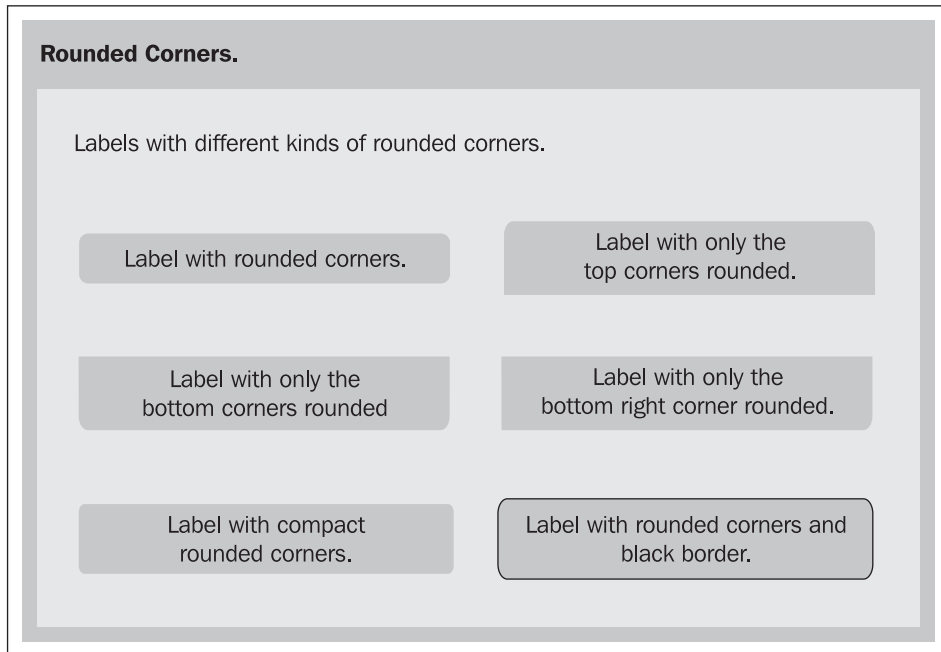 Rounded Corners.
Labels with different kinds of rounded corners.
Label with rounded corners.
Label with only the
top corners rounded.
Label with only the
bottom corners rounded
Label with only the
bottom right corner rounded.
Label with compact
rounded corners.
Label with rounded corners and
black border.